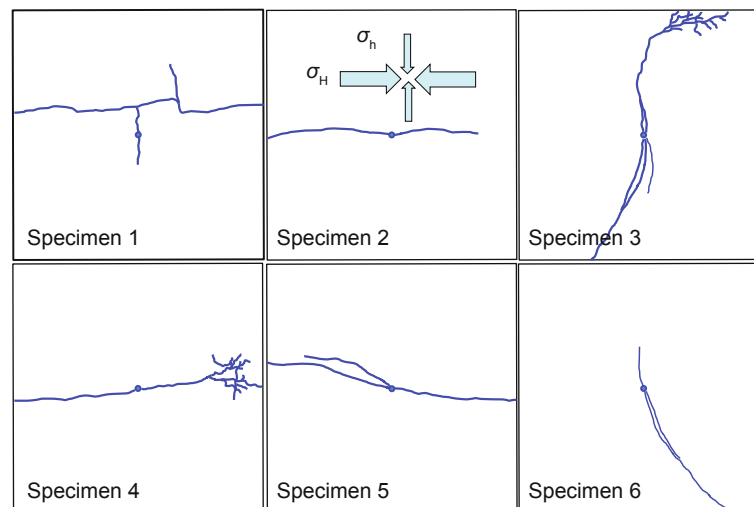 σh
σH
Specimen 1
Specimen 2
Specimen 3
Specimen 4
Specimen 5
Specimen 6